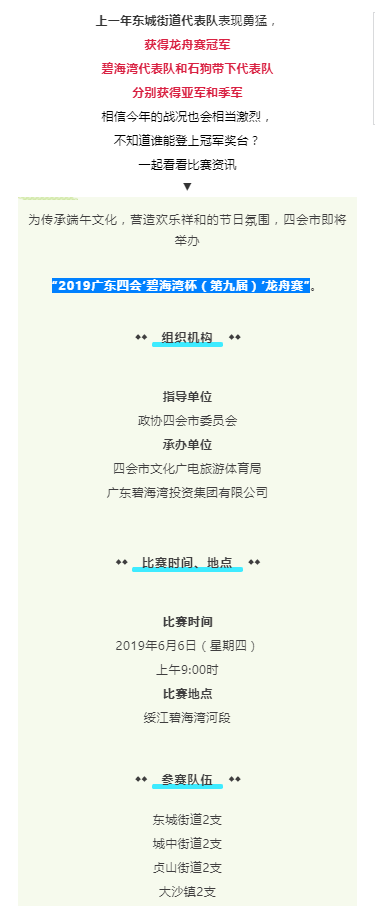 上一年东城街道代表队表现勇猛，
获得龙舟赛冠军
碧海湾代表队和石狗带下代表队
分别获得亚军和季军
相信今年的战况也会相当激烈，
不知道谁能登上冠军奖台？
一起看看比赛资讯
▼
为传承端午文化，营造欢乐祥和的节日氛围，四会市即将
举办
“2019广东四会‘碧海湾杯（第九届）’龙舟赛”。
组织机构
指导单位
政协四会市委员会
承办单位
四会市文化广电旅游体育局
广东碧海湾投资集团有限公司
比赛时间、地点
比赛时间
2019年6月6日（星期四）
上午9:00时
比赛地点
绥江碧海湾河段
参赛队伍
东城街道2支
城中街道2支
贞山街道2支
大沙镇2支